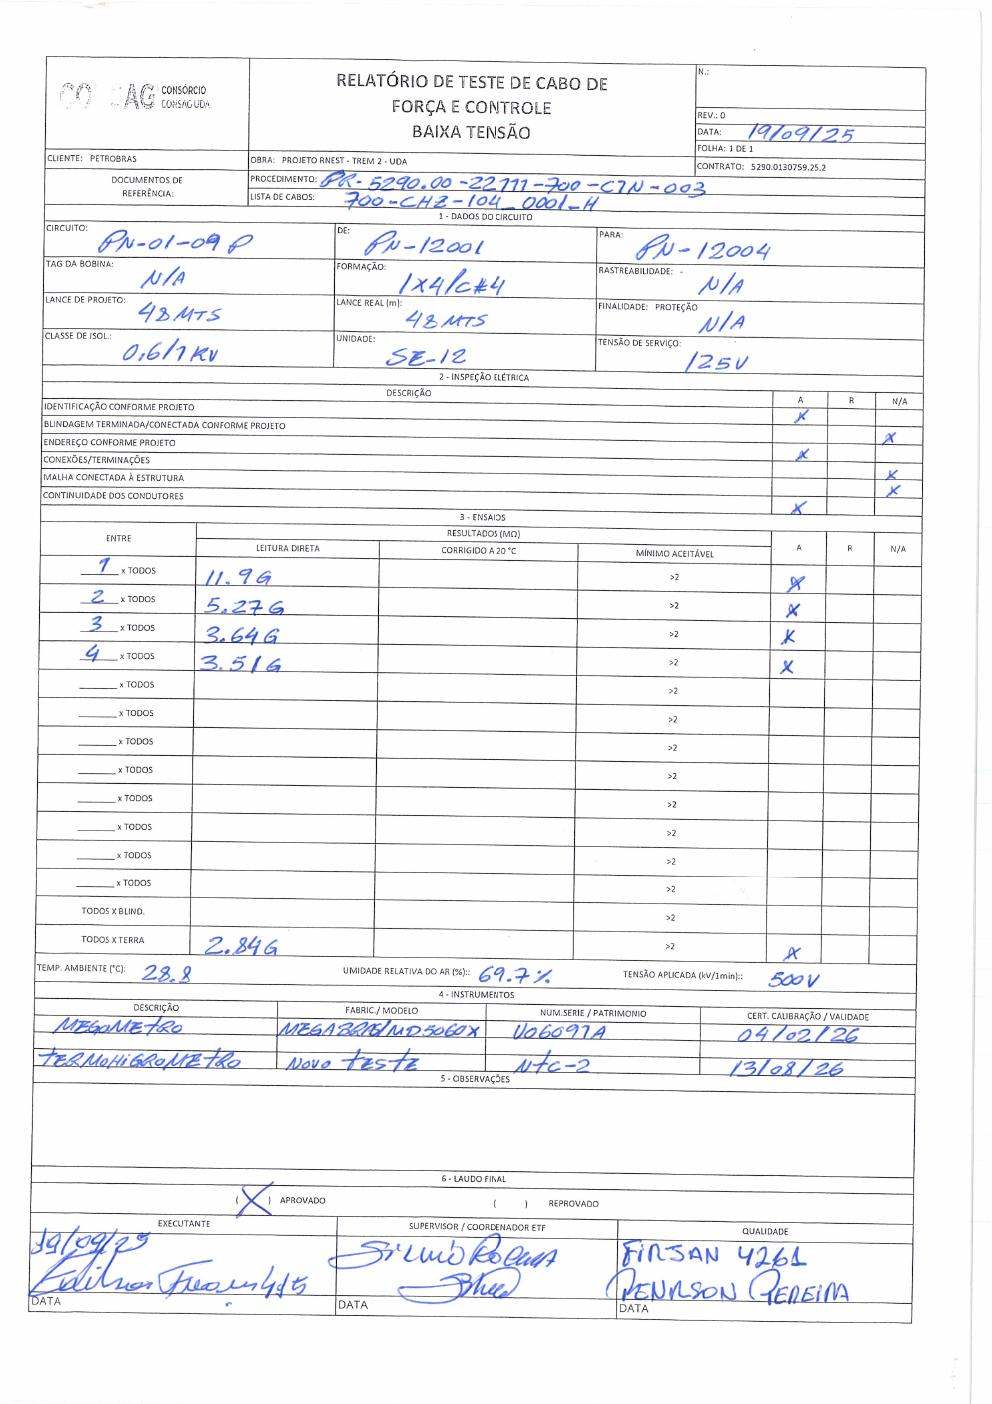 CONSÓRCIO
CONSAG UDA
RELATÓRIO DE TESTE DE CABO DE
FORÇA E CONTROLE
BAIXA TENSÃO
N.:
REV.: 0
DATA: 19/09/25
FOLHA: 1 DE 1
CLIENTE: PETROBRAS
OBRA: PROJETO RNEST - TREM 2 - UDA
CONTRATO: 5290.0130759.25.2
DOCUMENTOS DE
REFERÊNCIA:
PROCEDIMENTO: PR-5290.00-22111-700-C7N-003
LISTA DE CABOS: 700-CH2-104_0001_H
1 - DADOS DO CIRCUITO
CIRCUITO: PN-01-09 P
DE: PN-12001
PARA: PN-12004
TAG DA BOBINA: N/A
FORMAÇÃO: 1X4/C#4
RASTREABILIDADE: - N/A
LANCE DE PROJETO: 48 MTS
LANCE REAL (m): 48 MTS
FINALIDADE: PROTEÇÃO N/A
CLASSE DE ISOL.: 0,6/1KV
UNIDADE: SE-12
TENSÃO DE SERVIÇO: 125V
2 - INSPEÇÃO ELÉTRICA
DESCRIÇÃO A R N/A
IDENTIFICAÇÃO CONFORME PROJETO X
BLINDAGEM TERMINADA/CONECTADA CONFORME PROJETO X
ENDEREÇO CONFORME PROJETO X
CONEXÕES/TERMINAÇÕES X
MALHA CONECTADA À ESTRUTURA X
CONTINUIDADE DOS CONDUTORES X
3 - ENSAIOS
ENTRE
RESULTADOS (MΩ)
LEITURA DIRETA CORRIGIDO A 20 °C MÍNIMO ACEITÁVEL A R N/A
1 x TODOS 11.9G >2 X
2 x TODOS 5.27G >2 X
3 x TODOS 3.64G >2 X
4 x TODOS 3.51G >2 X
x TODOS >2
x TODOS >2
x TODOS >2
x TODOS >2
x TODOS >2
x TODOS >2
x TODOS >2
x TODOS >2
TODOS X BLIND. >2
TODOS X TERRA 2.84G >2 X
TEMP. AMBIENTE (°C): 28.8 UMIDADE RELATIVA DO AR (%):: 69.7% TENSÃO APLICADA (kV/1min):: 500V
4 - INSTRUMENTOS
DESCRIÇÃO FABRIC./ MODELO NUM.SERIE / PATRIMONIO CERT. CALIBRAÇÃO / VALIDADE
MEGOMETRO MEGABRAS/MD5060X U06097A 04/02/26
TERMOHIGROMETRO NOVO TESTE NTC-2 13/08/26
5 - OBSERVAÇÕES
6 - LAUDO FINAL
(X) APROVADO ( ) REPROVADO
EXECUTANTE SUPERVISOR / COORDENADOR ETF QUALIDADE
19/09/25
FIRSAN 4261
PEREIRA
DATA DATA DATA